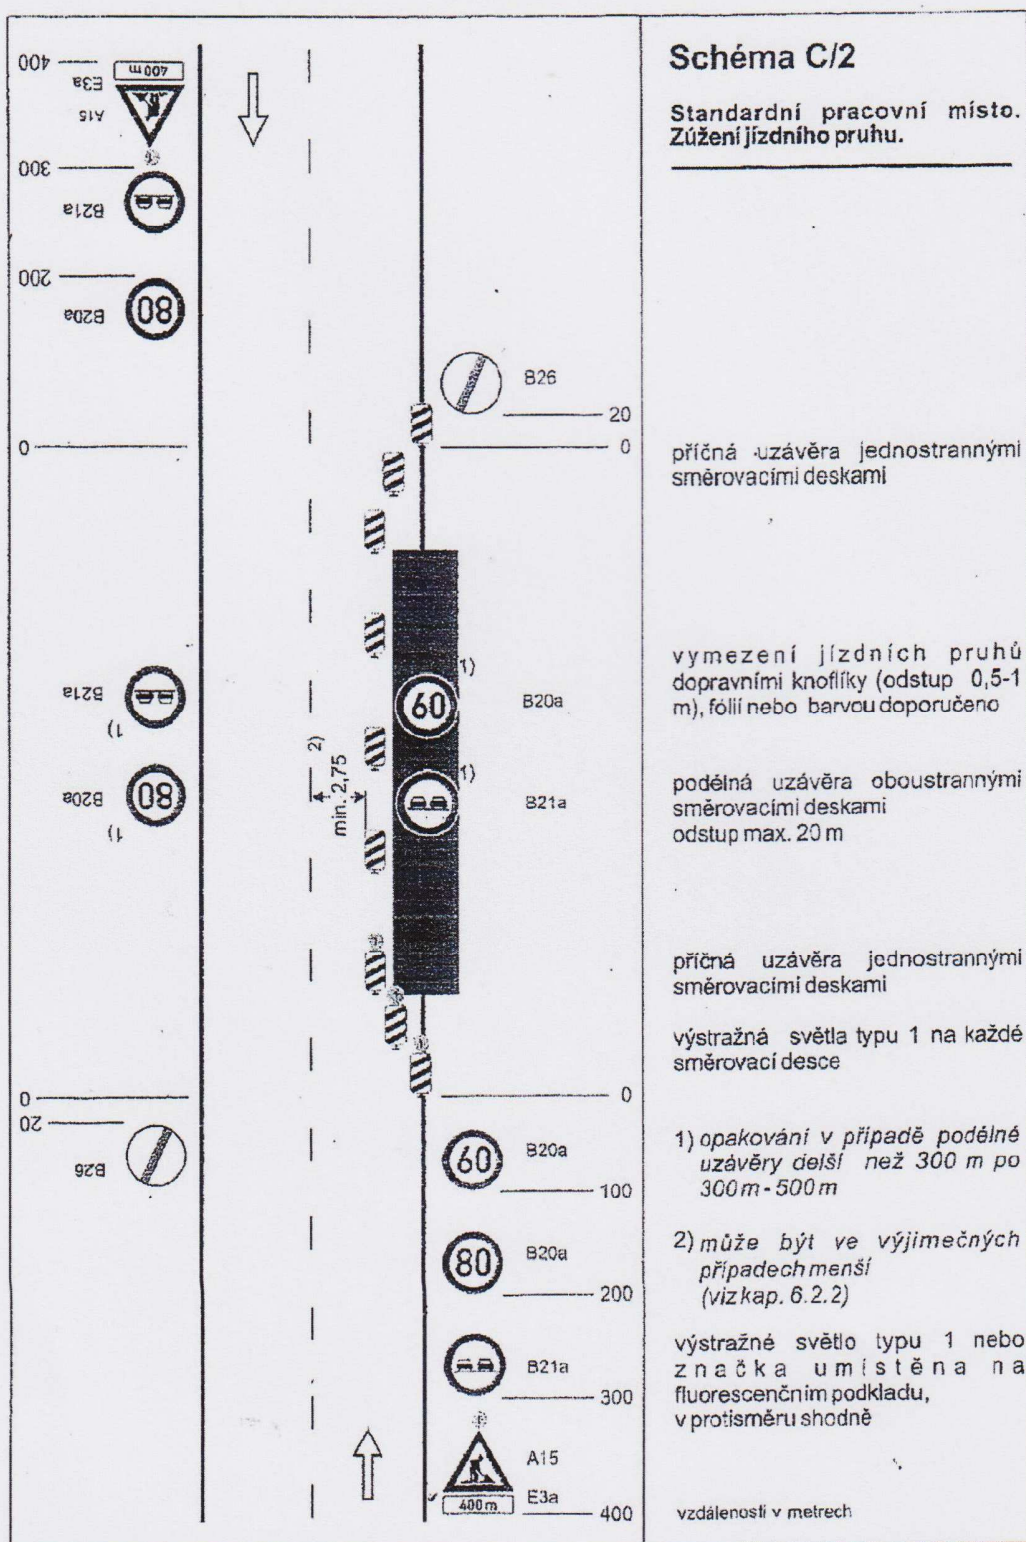 Schéma C/2
Standardní pracovní místo.
Zúžení jízdního pruhu.
400
400 m
E3a
A15
300
B21a
200
80
B20a
B26
20
0
0
příčná uzávěra jednostrannými
směrovacími deskami
vymezení jízdních pruhů
dopravními knoflíky (odstup 0,5-1
m), fólií nebo barvou doporučeno
B21a
1)
1)
60
B20a
2)
min. 2,75
80
B20a
1)
1)
B21a
podélná uzávěra oboustrannými
směrovacími deskami
odstup max. 20 m
příčná uzávěra jednostrannými
směrovacími deskami
výstražná světla typu 1 na každé
směrovací desce
0
20
B26
0
60
B20a
100
1) opakování v případě podélné
uzávěry delší než 300 m po
300 m - 500 m
80
B20a
200
2) může být ve výjimečných
případech menší
(viz kap. 6.2.2)
B21a
300
výstražné světlo typu 1 nebo
značka umístěna na
fluorescenčním podkladu,
v protisměru shodně
A15
400 m
E3a
400
vzdálenosti v metrech